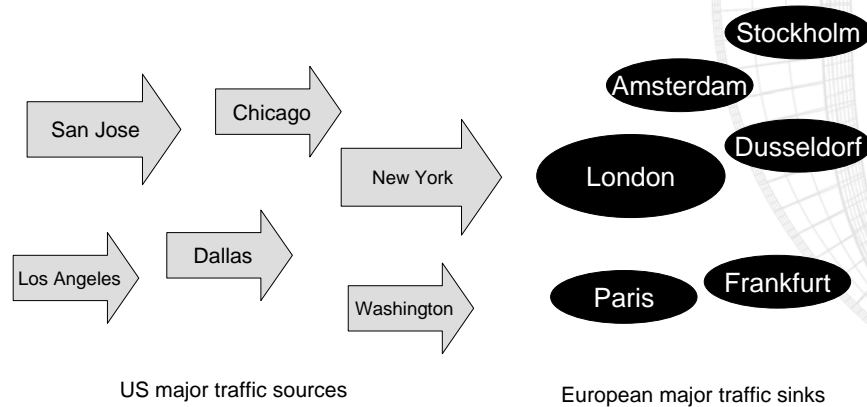 Stockholm
Amsterdam
San Jose
Chicago
Dusseldorf
New York
London
Los Angeles
Dallas
Washington
Paris
Frankfurt
US major traffic sources
European major traffic sinks